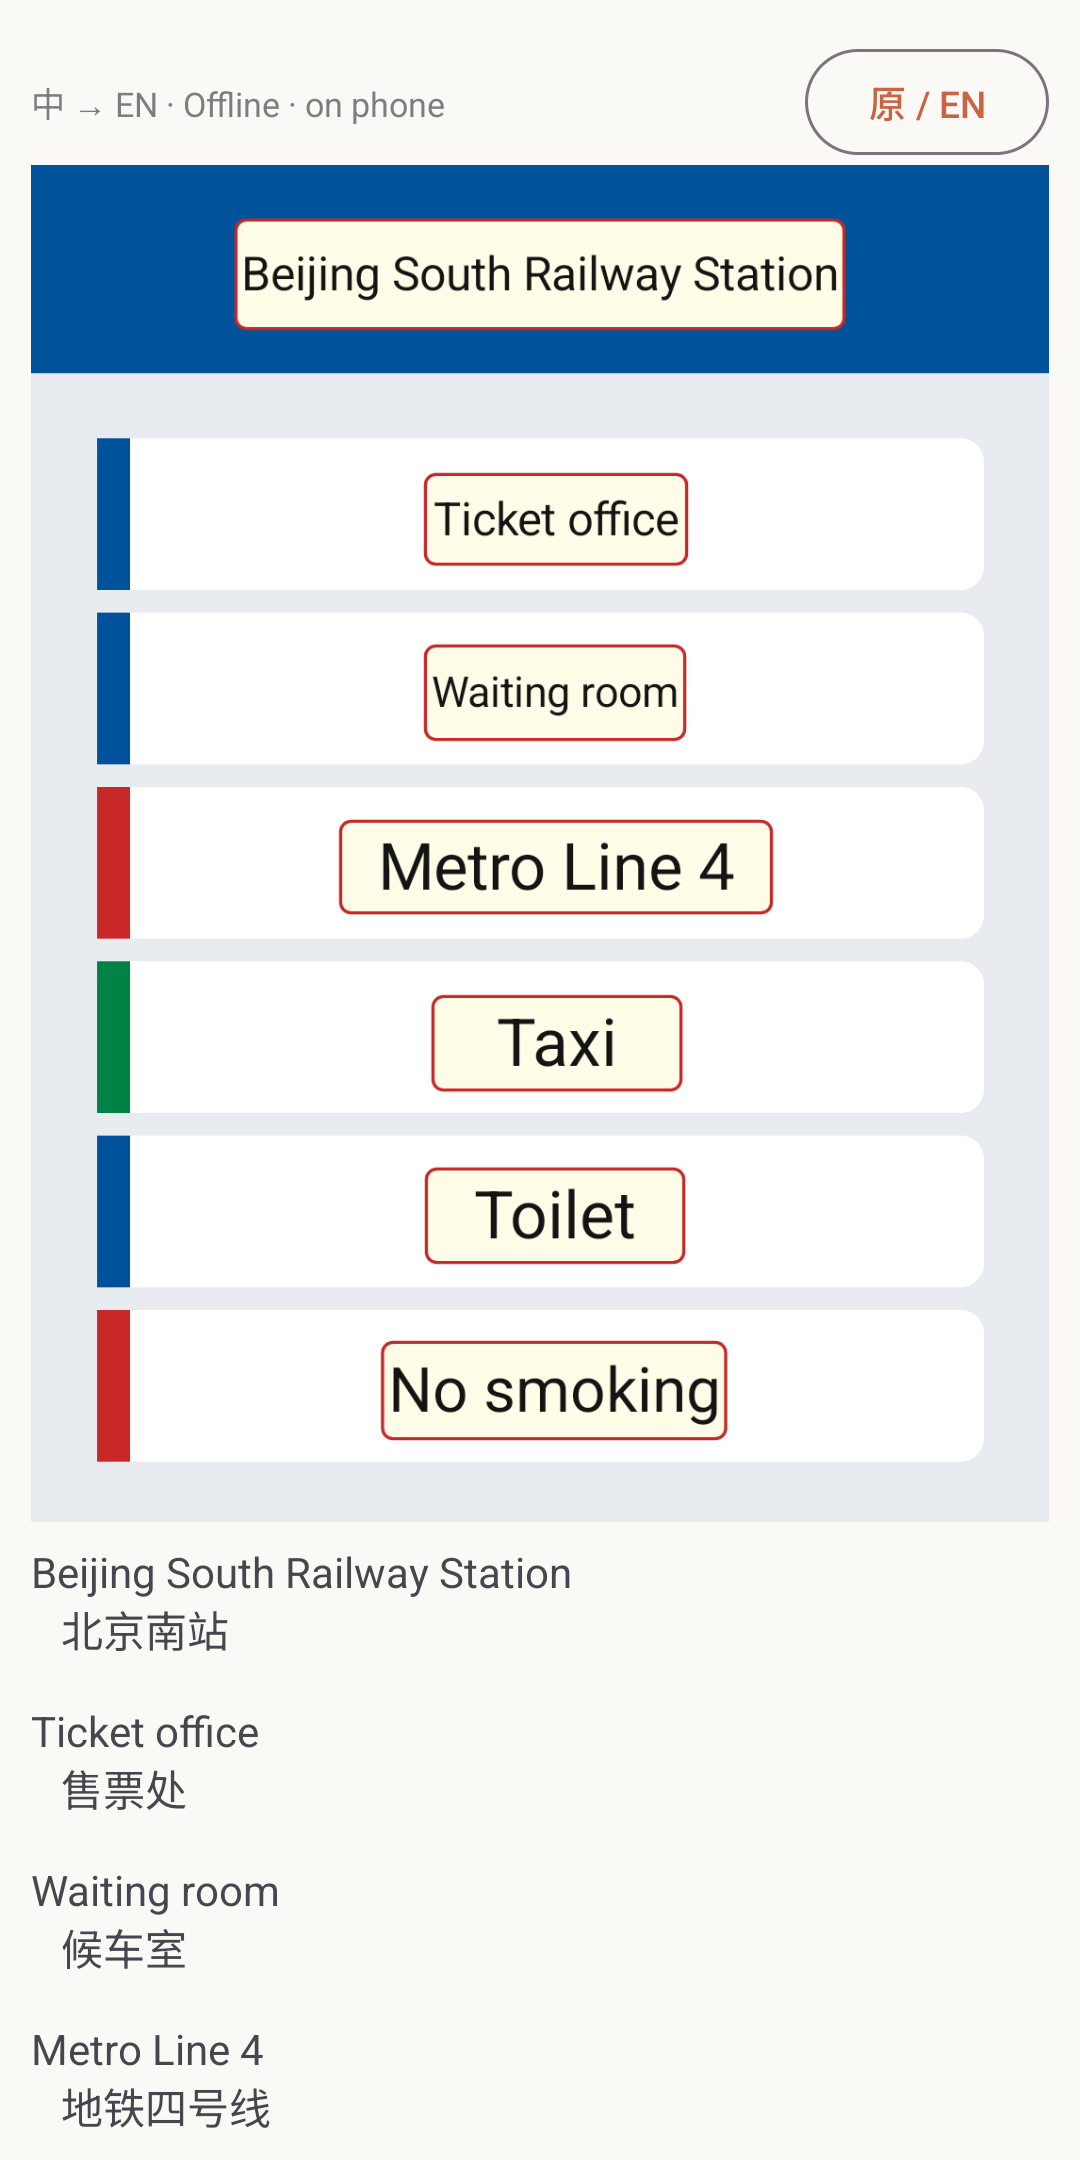 中 → EN · Offline · on phone
原 / EN
Beijing South Railway Station
Ticket office
Waiting room
Metro Line 4
Taxi
Toilet
No smoking
Beijing South Railway Station
北京南站
Ticket office
售票处
Waiting room
候车室
Metro Line 4
地铁四号线